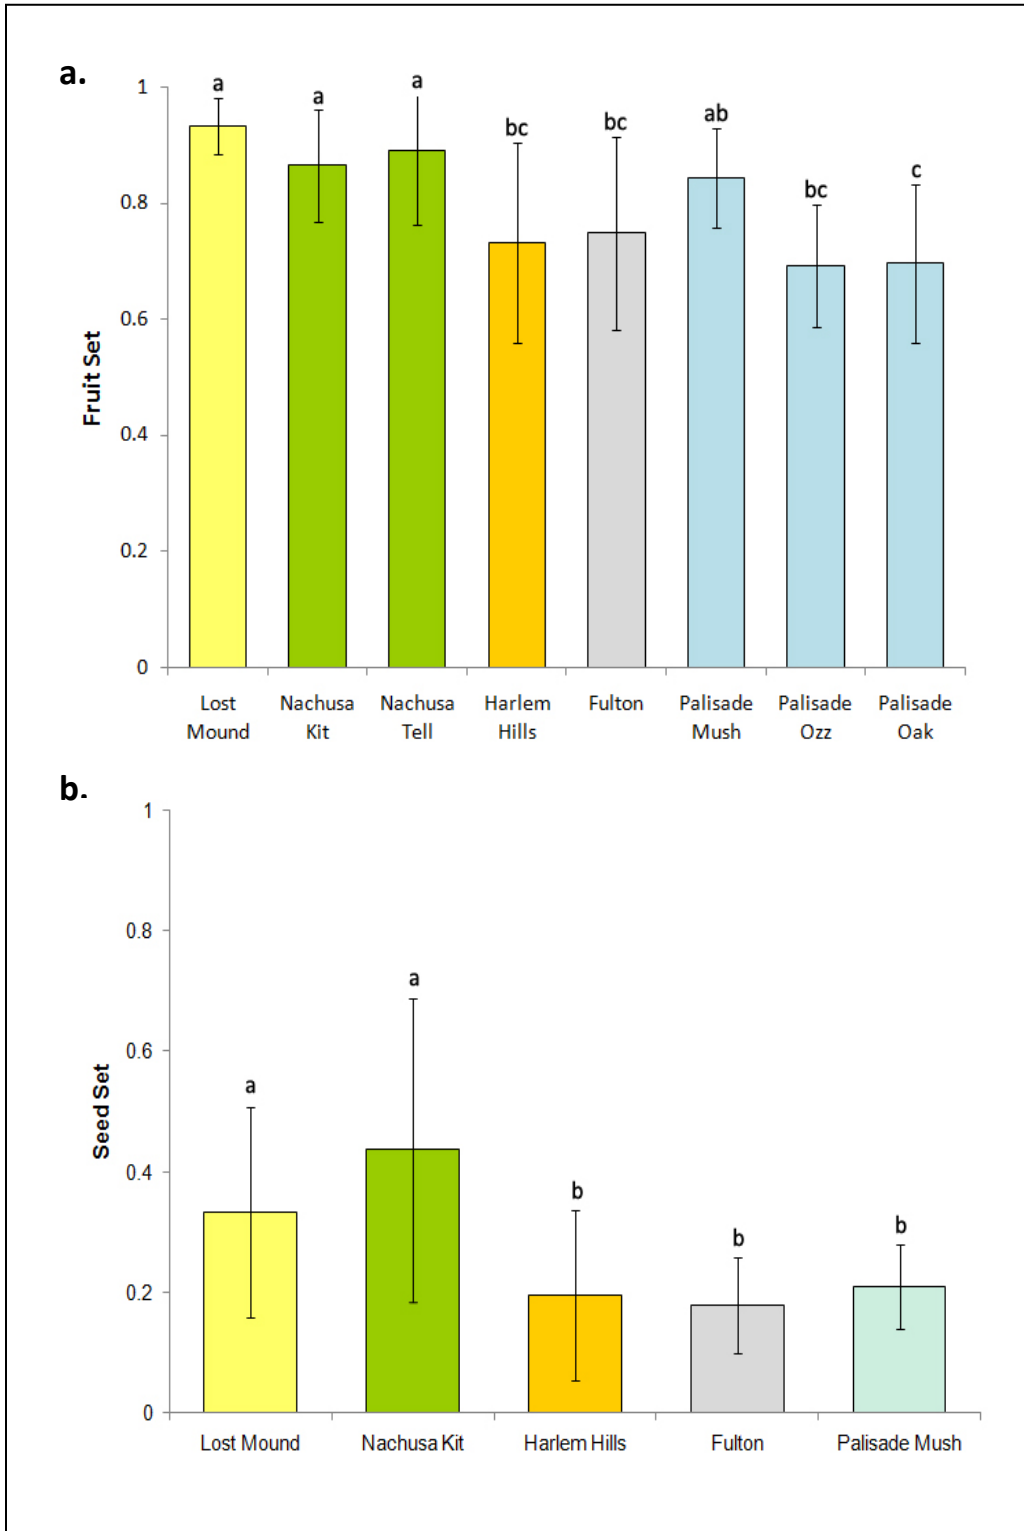 a.
1
0.8
0.6
0.4
0.2
0
Fruit Set
a
a
a
bc
bc
ab
bc
c
Lost Mound
Nachusa Kit
Nachusa Tell
Harlem Hills
Fulton
Palisade Mush
Palisade Ozz
Palisade Oak
b.
1
0.8
0.6
0.4
0.2
0
Seed Set
a
a
b
b
b
Lost Mound
Nachusa Kit
Harlem Hills
Fulton
Palisade Mush